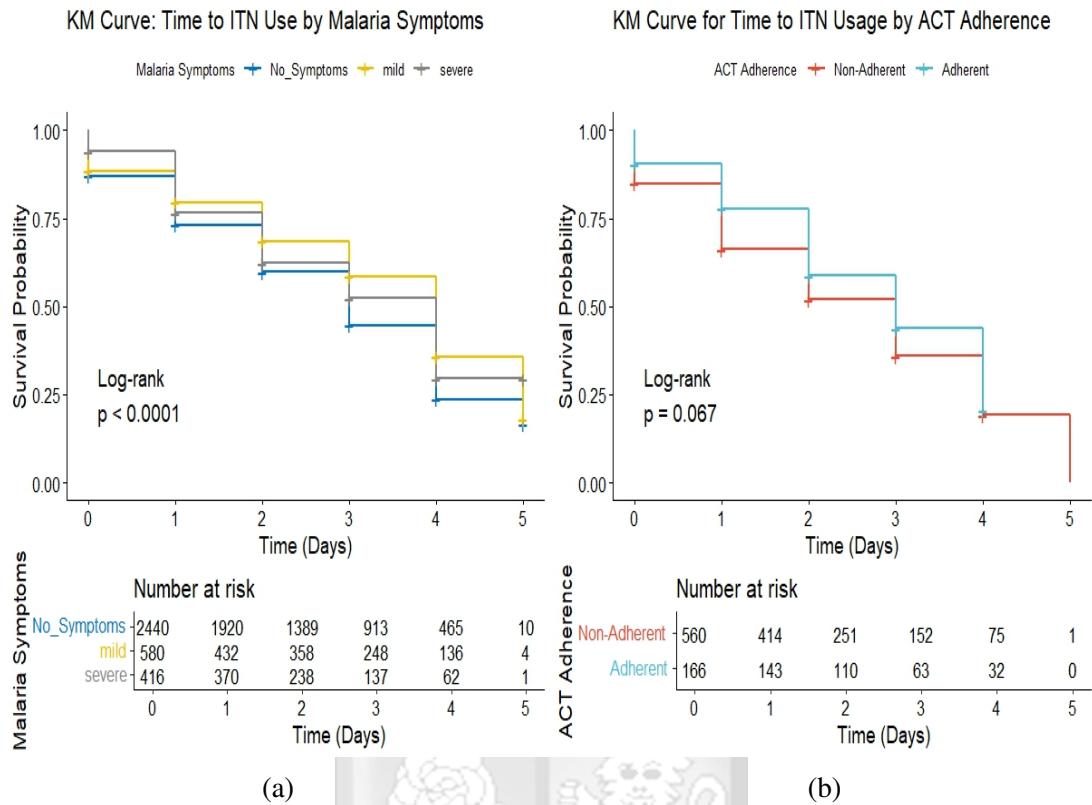 KM Curve: Time to ITN Use by Malaria Symptoms
Malaria Symptoms No_Symptoms mild severe
Survival Probability
1.00
0.75
0.50
0.25
0.00
Log-rank
p < 0.0001
0 1 2 3 4 5
Time (Days)
Malaria Symptoms
Number at risk
No_Symptoms 2440 1920 1389 913 465 10
mild 580 432 358 248 136 4
severe 416 370 238 137 62 1
0 1 2 3 4 5
Time (Days)
(a)
KM Curve for Time to ITN Usage by ACT Adherence
ACT Adherence Non-Adherent Adherent
Survival Probability
1.00
0.75
0.50
0.25
0.00
Log-rank
p = 0.067
0 1 2 3 4 5
Time (Days)
ACT Adherence
Number at risk
Non-Adherent 560 414 251 152 75 1
Adherent 166 143 110 63 32 0
0 1 2 3 4 5
Time (Days)
(b)